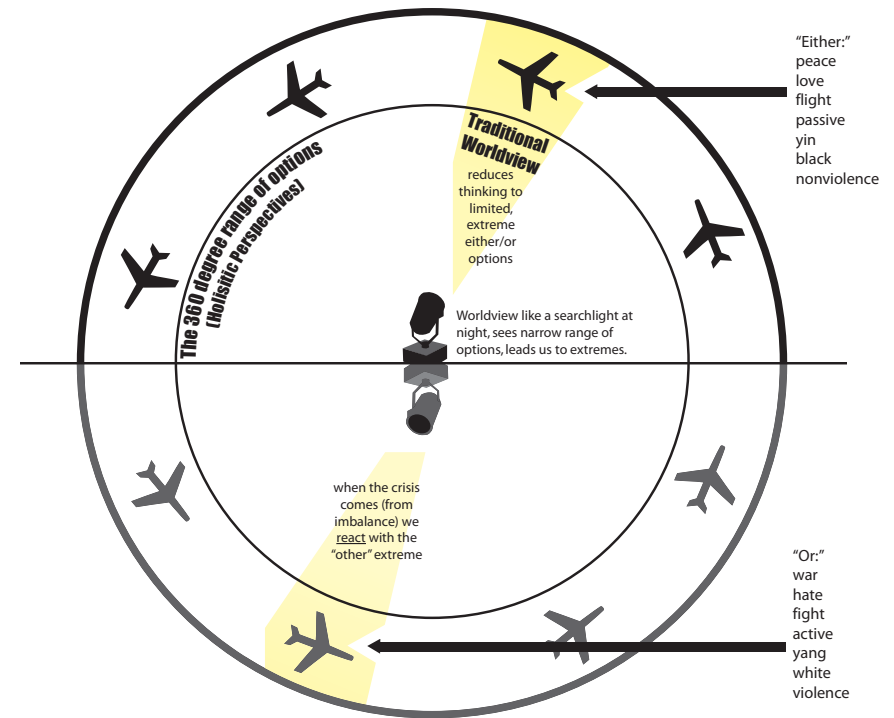 "Either:"
peace
love
flight
passive
yin
black
nonviolence
Traditional
Worldview
reduces
thinking to
limited,
extreme
either/or
options
The 360 degree range of options
(Holisitic Perspectives)
Worldview like a searchlight at
night, sees narrow range of
options, leads us to extremes.
when the crisis
comes (from
imbalance) we
react with the
"other" extreme
"Or:"
war
hate
fight
active
yang
white
violence